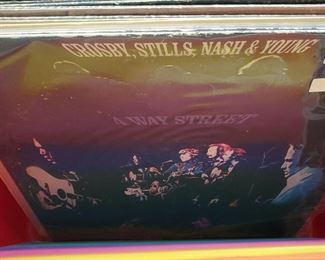 CROSBY, STILLS, NASH & YOUNG
4 WAY STREET